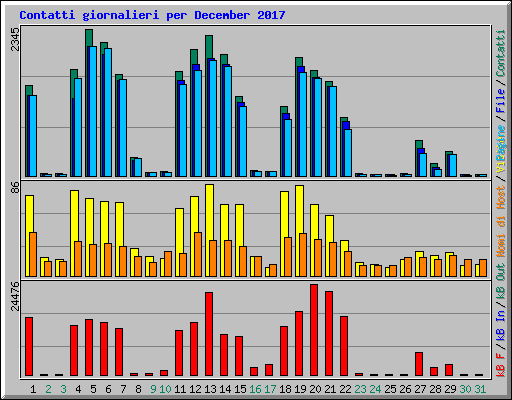 Contatti giornalieri per December 2017
2345
86
24476
kB F / kB In / kB Out Nomi di Host / Pagine / File / Contatti
1 2 3 4 5 6 7 8 9 10 11 12 13 14 15 16 17 18 19 20 21 22 23 24 25 26 27 28 29 30 31